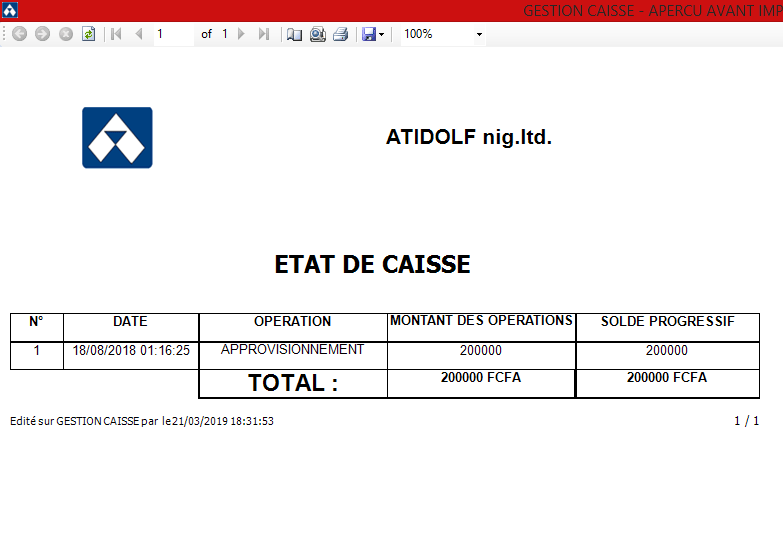 GESTION CAISSE - APERCU AVANT IMP
1 of 1 100%
ATIDOLF nig.ltd.
ETAT DE CAISSE
N° DATE OPERATION MONTANT DES OPERATIONS SOLDE PROGRESSIF
1 18/08/2018 01:16:25 APPROVISIONNEMENT 200000 200000
TOTAL : 200000 FCFA 200000 FCFA
Edité sur GESTION CAISSE par le 21/03/2019 18:31:53 1 / 1